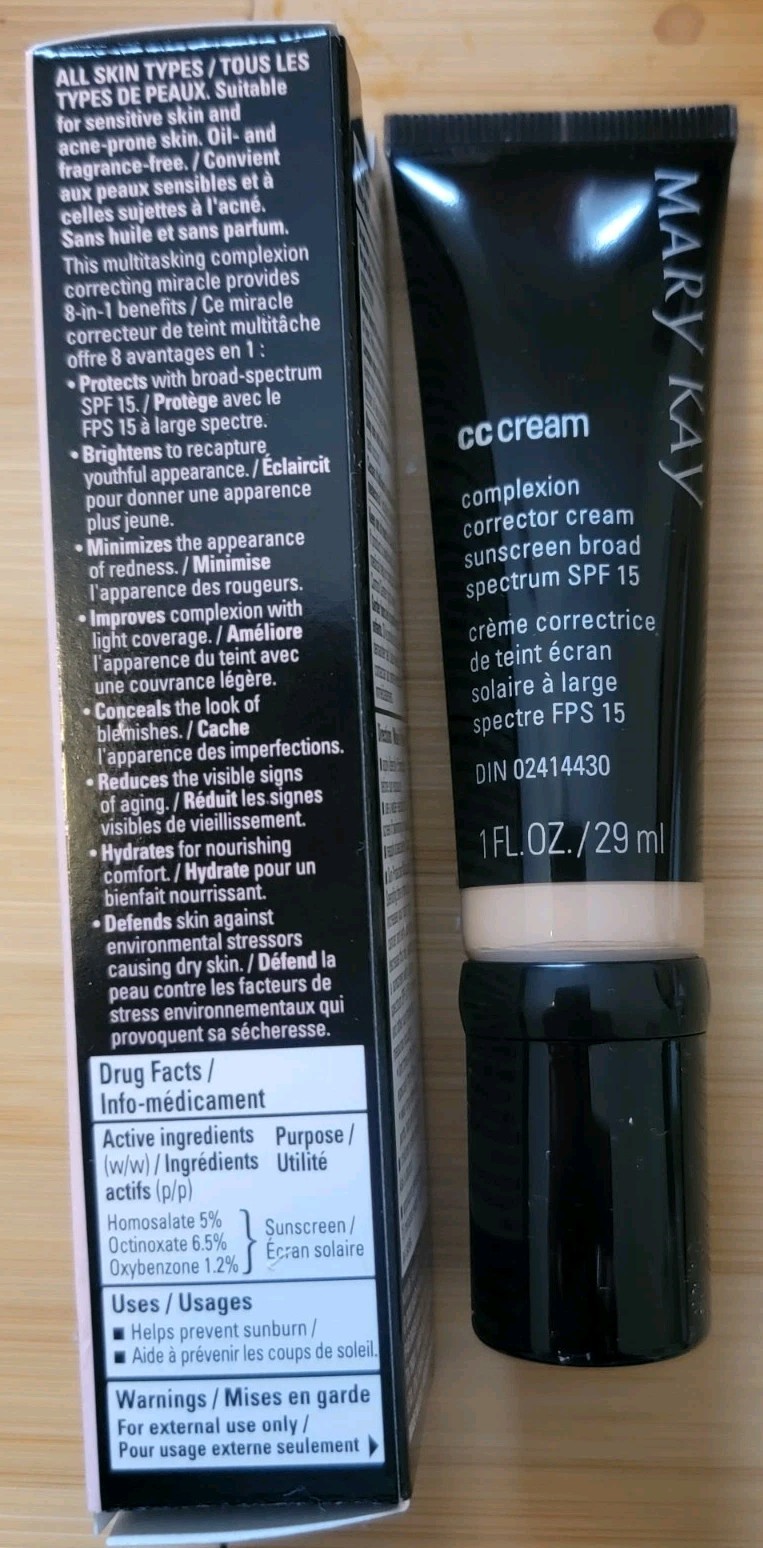 ALL SKIN TYPES / TOUS LES
TYPES DE PEAUX. Suitable
for sensitive skin and
acne-prone skin. Oil- and
fragrance-free. / Convient
aux peaux sensibles et à
celles sujettes à l'acné.
Sans huile et sans parfum.
This multitasking complexion
correcting miracle provides
8-in-1 benefits / Ce miracle
correcteur de teint multitâche
offre 8 avantages en 1 :
• Protects with broad-spectrum
SPF 15. / Protège avec le
FPS 15 à large spectre.
• Brightens to recapture
youthful appearance. / Éclaircit
pour donner une apparence
plus jeune.
• Minimizes the appearance
of redness. / Minimise
l'apparence des rougeurs.
• Improves complexion with
light coverage. / Améliore
l'apparence du teint avec
une couvrance légère.
• Conceals the look of
blemishes. / Cache
l'apparence des imperfections.
• Reduces the visible signs
of aging. / Réduit les signes
visibles de vieillissement.
• Hydrates for nourishing
comfort. / Hydrate pour un
bienfait nourrissant.
• Defends skin against
environmental stressors
causing dry skin. / Défend la
peau contre les facteurs de
stress environnementaux qui
provoquent sa sécheresse.
Drug Facts /
Info-médicament
Active ingredients Purpose /
(w/w) / Ingrédients Utilité
actifs (p/p)
Homosalate 5%
Octinoxate 6.5%
Oxybenzone 1.2%
Sunscreen /
Écran solaire
Uses / Usages
■ Helps prevent sunburn /
■ Aide à prévenir les coups de soleil.
Warnings / Mises en garde
For external use only /
Pour usage externe seulement
MARY KAY
cc cream
complexion
corrector cream
sunscreen broad
spectrum SPF 15
crème correctrice
de teint écran
solaire à large
spectre FPS 15
DIN 02414430
1 FL. OZ. / 29 ml